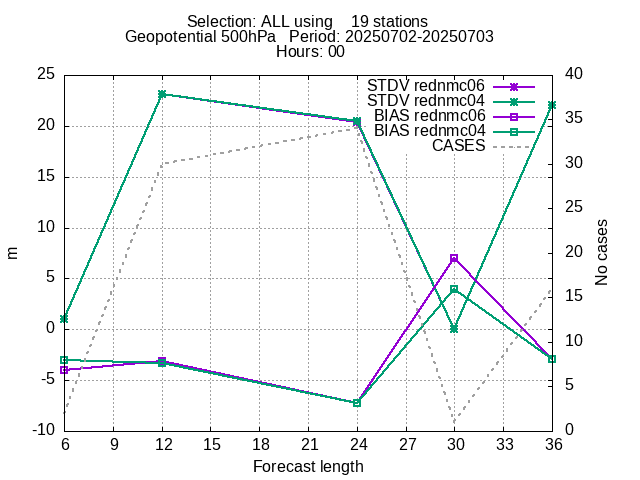 Selection: ALL using    19 stations
Geopotential 500hPa   Period: 20250702-20250703
Hours: 00
STDV rednmc06
STDV rednmc04
BIAS rednmc06
BIAS rednmc04
CASES
25
20
15
10
5
0
-5
-10
m
40
35
30
25
20
15
10
5
0
No cases
6
9
12
15
18
21
24
27
30
33
36
Forecast length